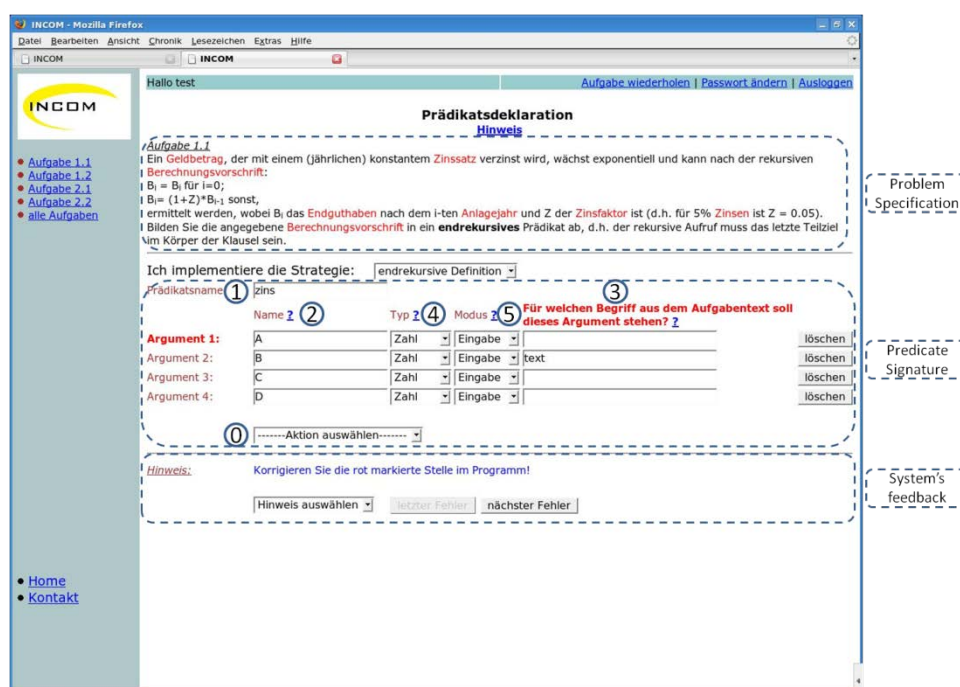 INCOM - Mozilla Firefox
Datei Bearbeiten Ansicht Chronik Lesezeichen Extras Hilfe
INCOM INCOM
Hallo test Aufgabe wiederholen | Passwort ändern | Ausloggen
INCOM
Aufgabe 1.1
Aufgabe 1.2
Aufgabe 2.1
Aufgabe 2.2
alle Aufgaben
Prädikatsdeklaration
Hinweis
Aufgabe 1.1
Ein Geldbetrag, der mit einem (jährlichen) konstantem Zinssatz verzinst wird, wächst exponentiell und kann nach der rekursiven
Berechnungsvorschrift:
Bi = Bi für i=0;
Bi= (1+Z)*Bi-1 sonst,
ermittelt werden, wobei Bi das Endguthaben nach dem i-ten Anlagejahr und Z der Zinsfaktor ist (d.h. für 5% Zinsen ist Z = 0.05).
Bilden Sie die angegebene Berechnungsvorschrift in ein endrekursives Prädikat ab, d.h. der rekursive Aufruf muss das letzte Teilziel
im Körper der Klausel sein.
Problem
Specification
Ich implementiere die Strategie: endrekursive Definition
Prädikatsname 1 zins 3
Name ? 2 Typ ? 4 Modus ? 5 Für welchen Begriff aus dem Aufgabentext soll
dieses Argument stehen? ?
Argument 1: A Zahl Eingabe löschen
Argument 2: B Zahl Eingabe text löschen
Argument 3: C Zahl Eingabe löschen
Argument 4: D Zahl Eingabe löschen
Predicate
Signature
0 -------Aktion auswählen-------
Hinweis: Korrigieren Sie die rot markierte Stelle im Programm!
Hinweis auswählen letzter Fehler nächster Fehler
System's
feedback
Home
Kontakt